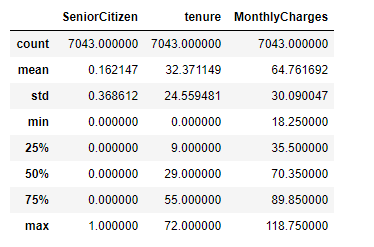 SeniorCitizen tenure MonthlyCharges
count 7043.000000 7043.000000 7043.000000
mean 0.162147 32.371149 64.761692
std 0.368612 24.559481 30.090047
min 0.000000 0.000000 18.250000
25% 0.000000 9.000000 35.500000
50% 0.000000 29.000000 70.350000
75% 0.000000 55.000000 89.850000
max 1.000000 72.000000 118.750000